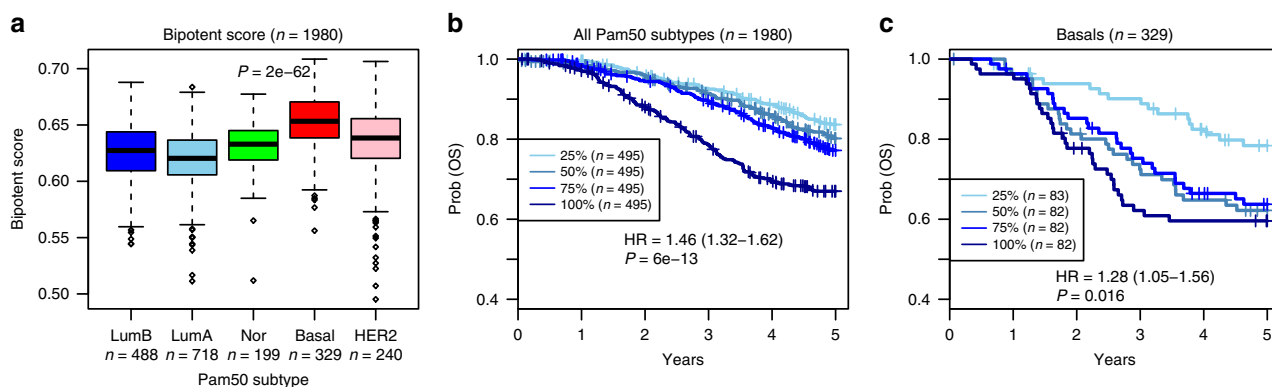 a
Bipotent score (n = 1980)
P = 2e−62
Bipotent score
0.70
0.65
0.60
0.55
0.50
LumB LumA Nor Basal HER2
n = 488 n = 718 n = 199 n = 329 n = 240
Pam50 subtype
b
All Pam50 subtypes (n = 1980)
Prob (OS)
1.0
0.8
0.6
0.4
25% (n = 495)
50% (n = 495)
75% (n = 495)
100% (n = 495)
HR = 1.46 (1.32−1.62)
P = 6e−13
0 1 2 3 4 5
Years
c
Basals (n = 329)
Prob (OS)
1.0
0.8
0.6
0.4
25% (n = 83)
50% (n = 82)
75% (n = 82)
100% (n = 82)
HR = 1.28 (1.05−1.56)
P = 0.016
0 1 2 3 4 5
Years